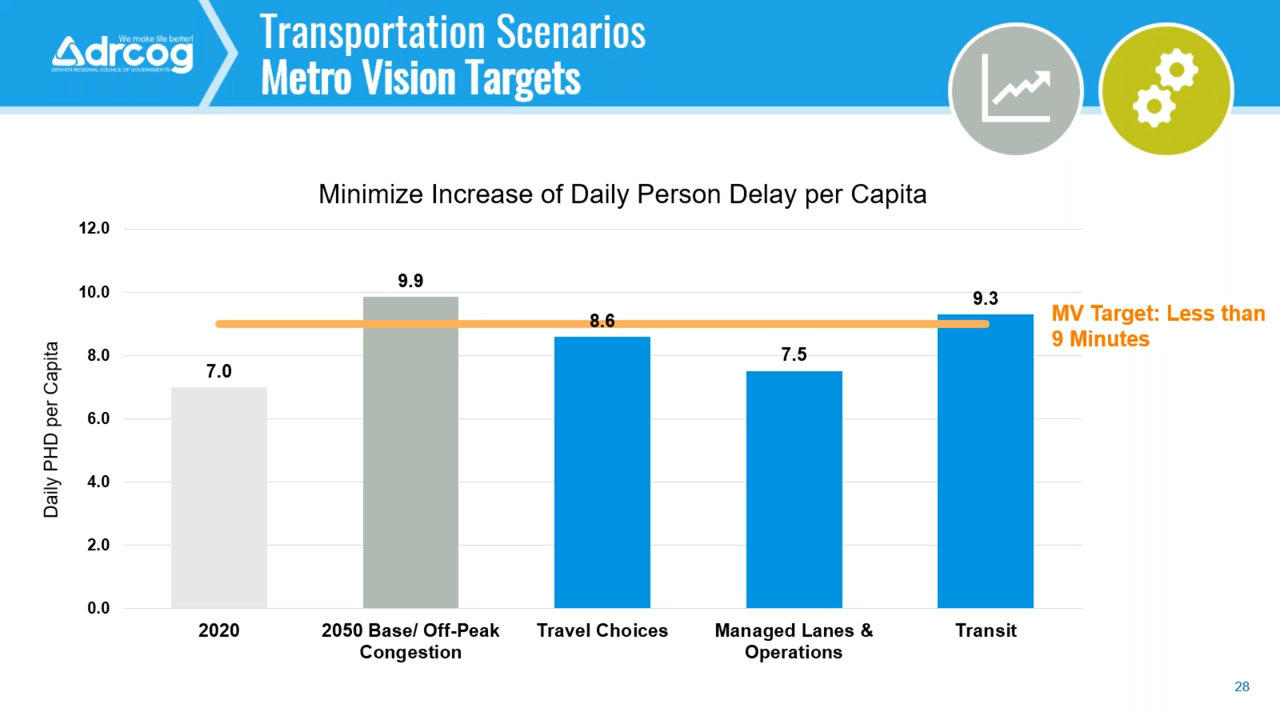 We make life better!
drcog
DENVER REGIONAL COUNCIL OF GOVERNMENTS
Transportation Scenarios
Metro Vision Targets
Minimize Increase of Daily Person Delay per Capita
12.0
10.0
8.0
6.0
4.0
2.0
0.0
Daily PHD per Capita
7.0
9.9
8.6
7.5
9.3
MV Target: Less than
9 Minutes
2020
2050 Base/ Off-Peak
Congestion
Travel Choices
Managed Lanes &
Operations
Transit
28